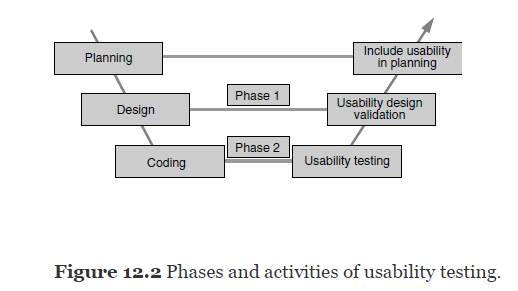 Planning
Include usability
in planning
Design
Phase 1
Usability design
validation
Coding
Phase 2
Usability testing
Figure 12.2 Phases and activities of usability testing.